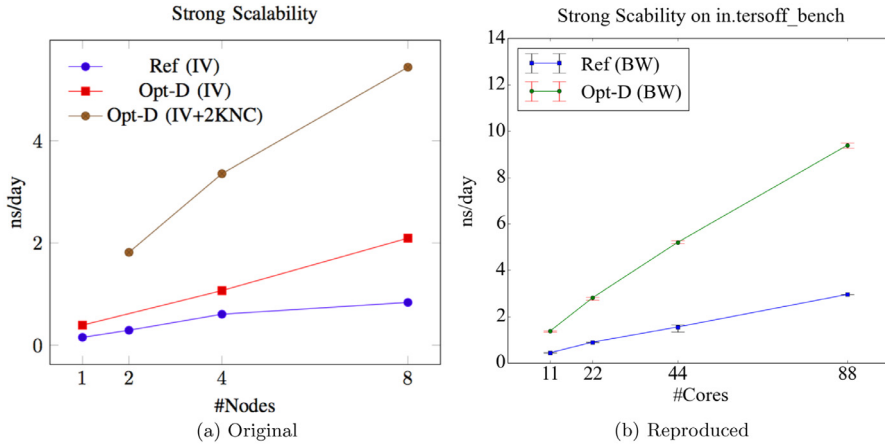 Strong Scalability
Ref (IV)
Opt-D (IV)
Opt-D (IV+2KNC)
4
2
0
ns/day
1 2 4 8
#Nodes
(a) Original
Strong Scability on in.tersoff_bench
Ref (BW)
Opt-D (BW)
14
12
10
8
6
4
2
0
ns/day
11 22 44 88
#Cores
(b) Reproduced